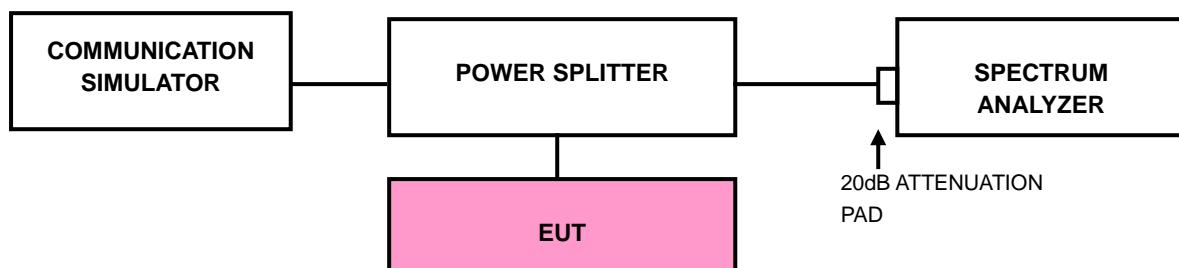 COMMUNICATION
SIMULATOR
POWER SPLITTER
SPECTRUM
ANALYZER
20dB ATTENUATION
PAD
EUT